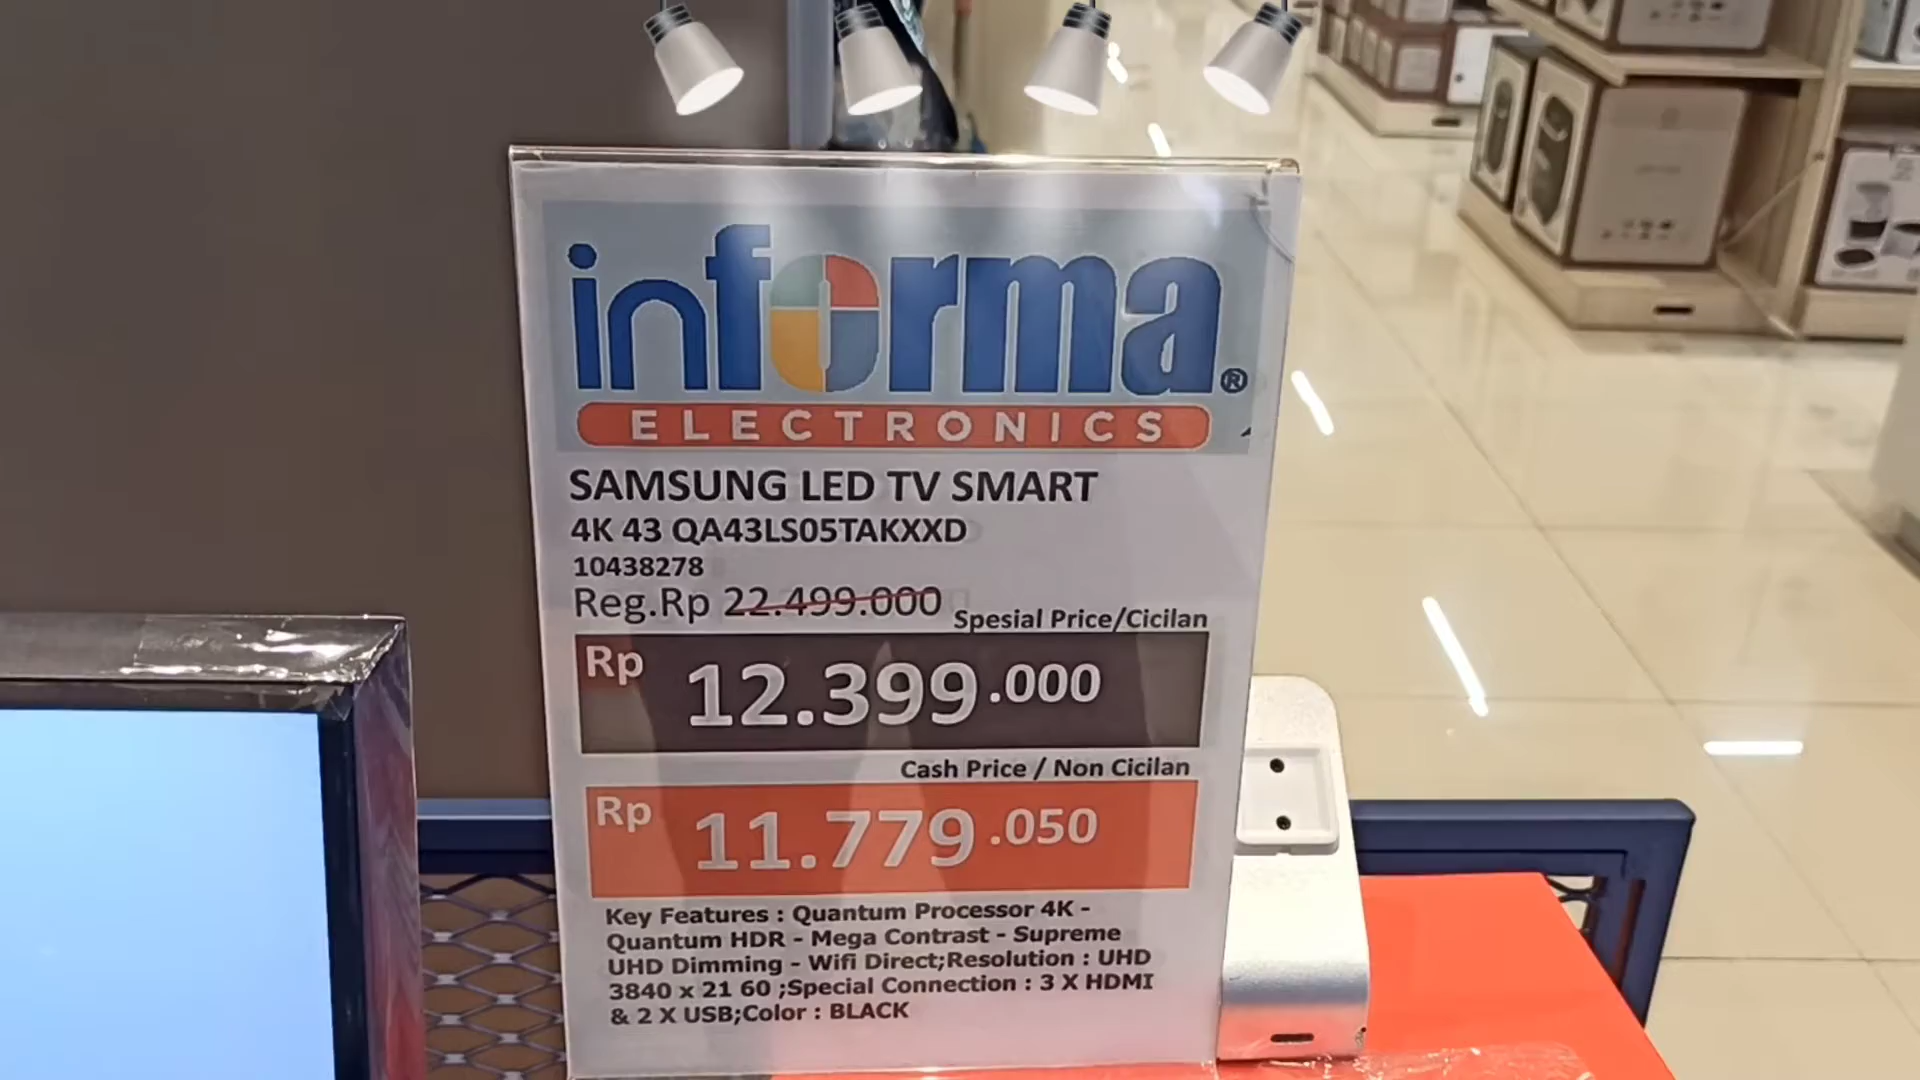 informa®
ELECTRONICS
SAMSUNG LED TV SMART
4K 43 QA43LS05TAKXXD
10438278
Reg.Rp 22.499.000
Spesial Price/Cicilan
Rp 12.399.000
Cash Price / Non Cicilan
Rp 11.779.050
Key Features : Quantum Processor 4K -
Quantum HDR - Mega Contrast - Supreme
UHD Dimming - Wifi Direct;Resolution : UHD
3840 x 21 60 ;Special Connection : 3 X HDMI
& 2 X USB;Color : BLACK